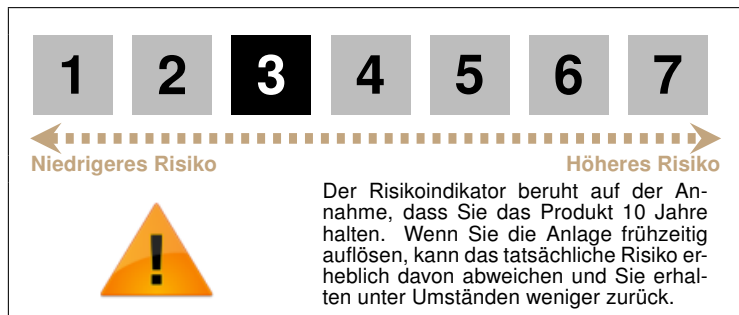 1 2 3 4 5 6 7
Niedrigeres Risiko Höheres Risiko
Der Risikoindikator beruht auf der An-
nahme, dass Sie das Produkt 10 Jahre
halten. Wenn Sie die Anlage frühzeitig
auflösen, kann das tatsächliche Risiko er-
heblich davon abweichen und Sie erhal-
ten unter Umständen weniger zurück.